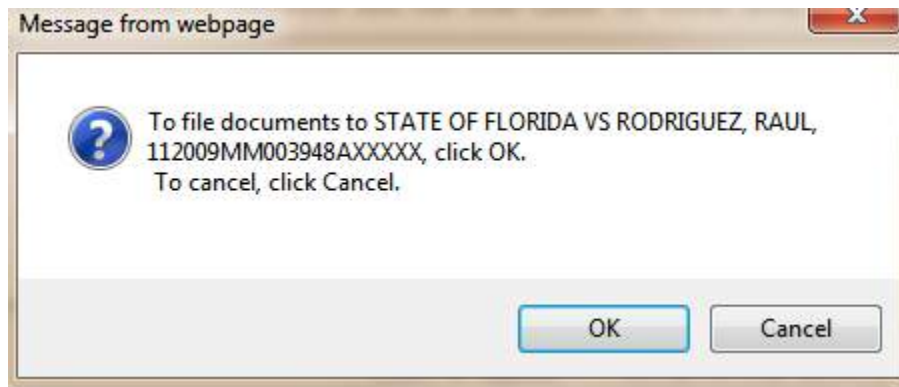 Message from webpage
To file documents to STATE OF FLORIDA VS RODRIGUEZ, RAUL,
112009MM003948AXXXXX, click OK.
To cancel, click Cancel.
OK
Cancel